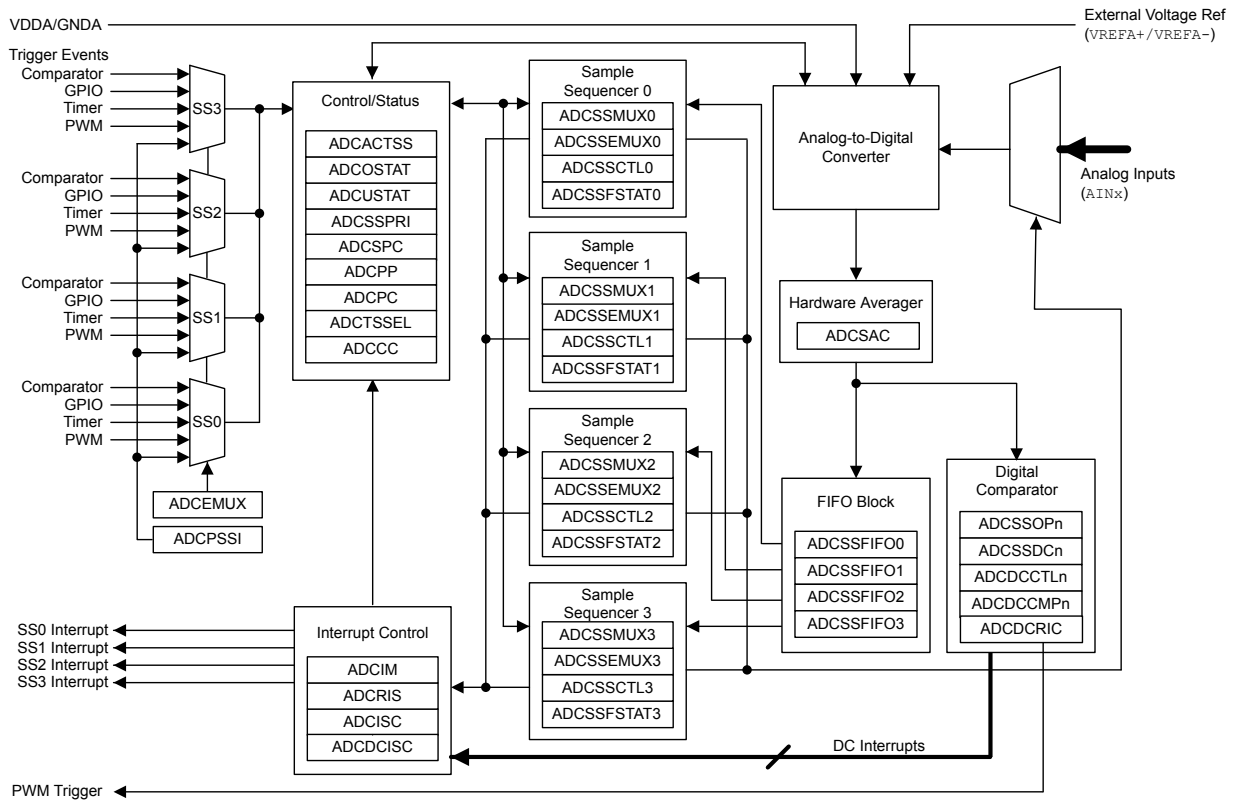 VDDA/GNDA
External Voltage Ref
(VREFA+/VREFA-)
Trigger Events
Comparator
GPIO
Timer
PWM
SS3
Comparator
GPIO
Timer
PWM
SS2
Comparator
GPIO
Timer
PWM
SS1
Comparator
GPIO
Timer
PWM
SS0
ADCEMUX
ADCPSSI
Control/Status
ADCACTSS
ADCOSTAT
ADCUSTAT
ADCSSPRI
ADCSPC
ADCPP
ADCPC
ADCTSSEL
ADCCC
Sample
Sequencer 0
ADCSSMUX0
ADCSSEMUX0
ADCSSCTL0
ADCSSFSTAT0
Sample
Sequencer 1
ADCSSMUX1
ADCSSEMUX1
ADCSSCTL1
ADCSSFSTAT1
Sample
Sequencer 2
ADCSSMUX2
ADCSSEMUX2
ADCSSCTL2
ADCSSFSTAT2
Sample
Sequencer 3
ADCSSMUX3
ADCSSEMUX3
ADCSSCTL3
ADCSSFSTAT3
Analog-to-Digital
Converter
Analog Inputs
(AINx)
Hardware Averager
ADCSAC
FIFO Block
ADCSSFIFO0
ADCSSFIFO1
ADCSSFIFO2
ADCSSFIFO3
Digital
Comparator
ADCSSOPn
ADCSSDCn
ADCDCCTLn
ADCDCCMPn
ADCDCRIC
SS0 Interrupt
SS1 Interrupt
SS2 Interrupt
SS3 Interrupt
Interrupt Control
ADCIM
ADCRIS
ADCISC
ADCDCISC
DC Interrupts
PWM Trigger